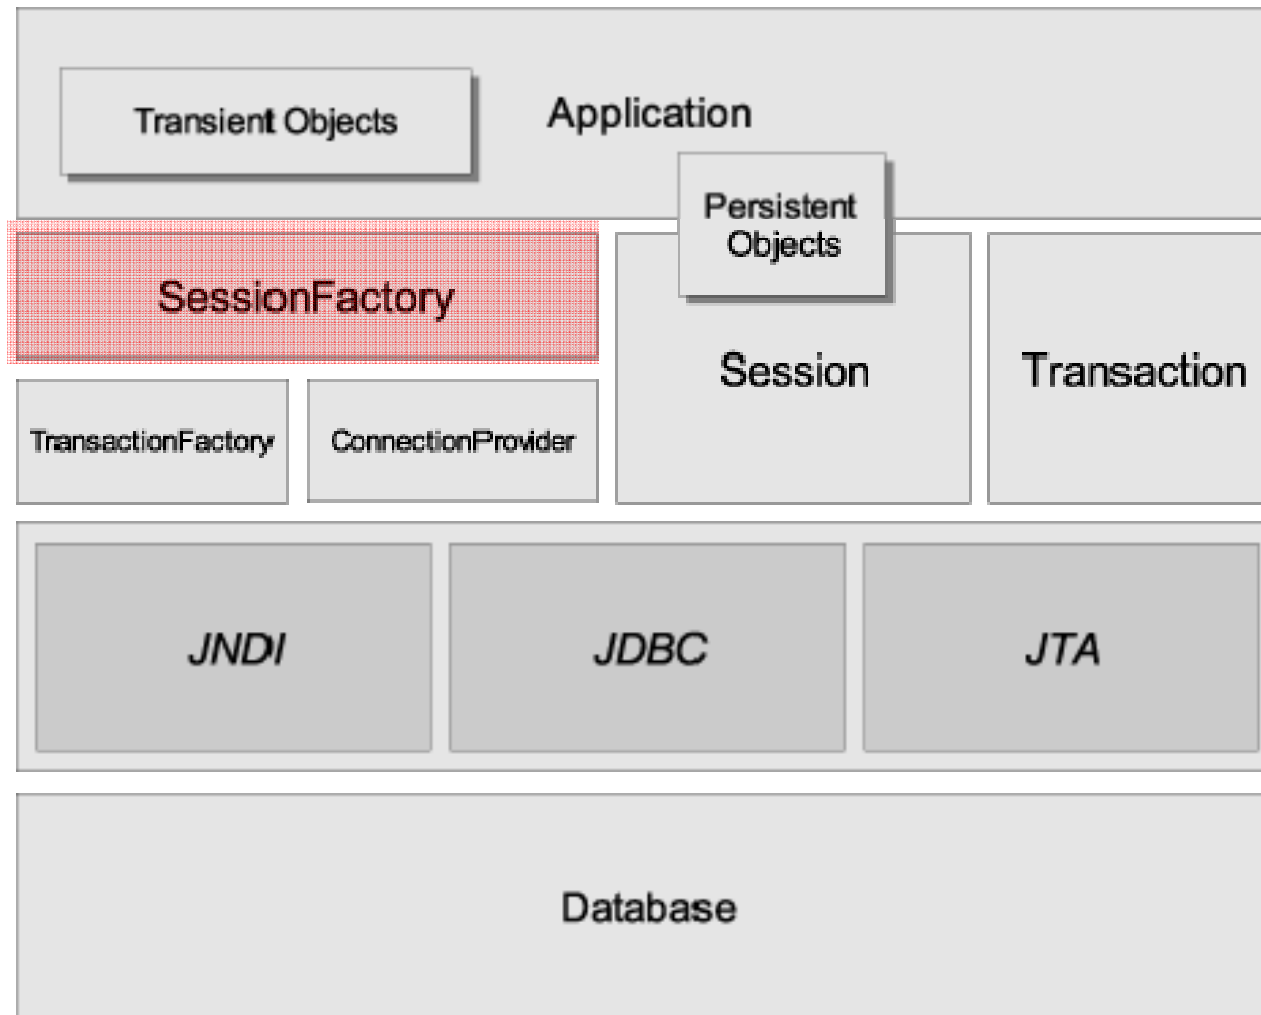 Transient Objects
Application
Persistent
Objects
SessionFactory
Session
Transaction
TransactionFactory
ConnectionProvider
JNDI
JDBC
JTA
Database